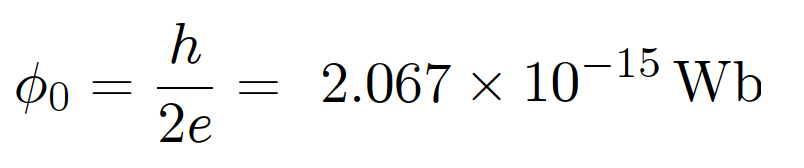 ϕ₀ = h/2e = 2.067 × 10⁻¹⁵ Wb